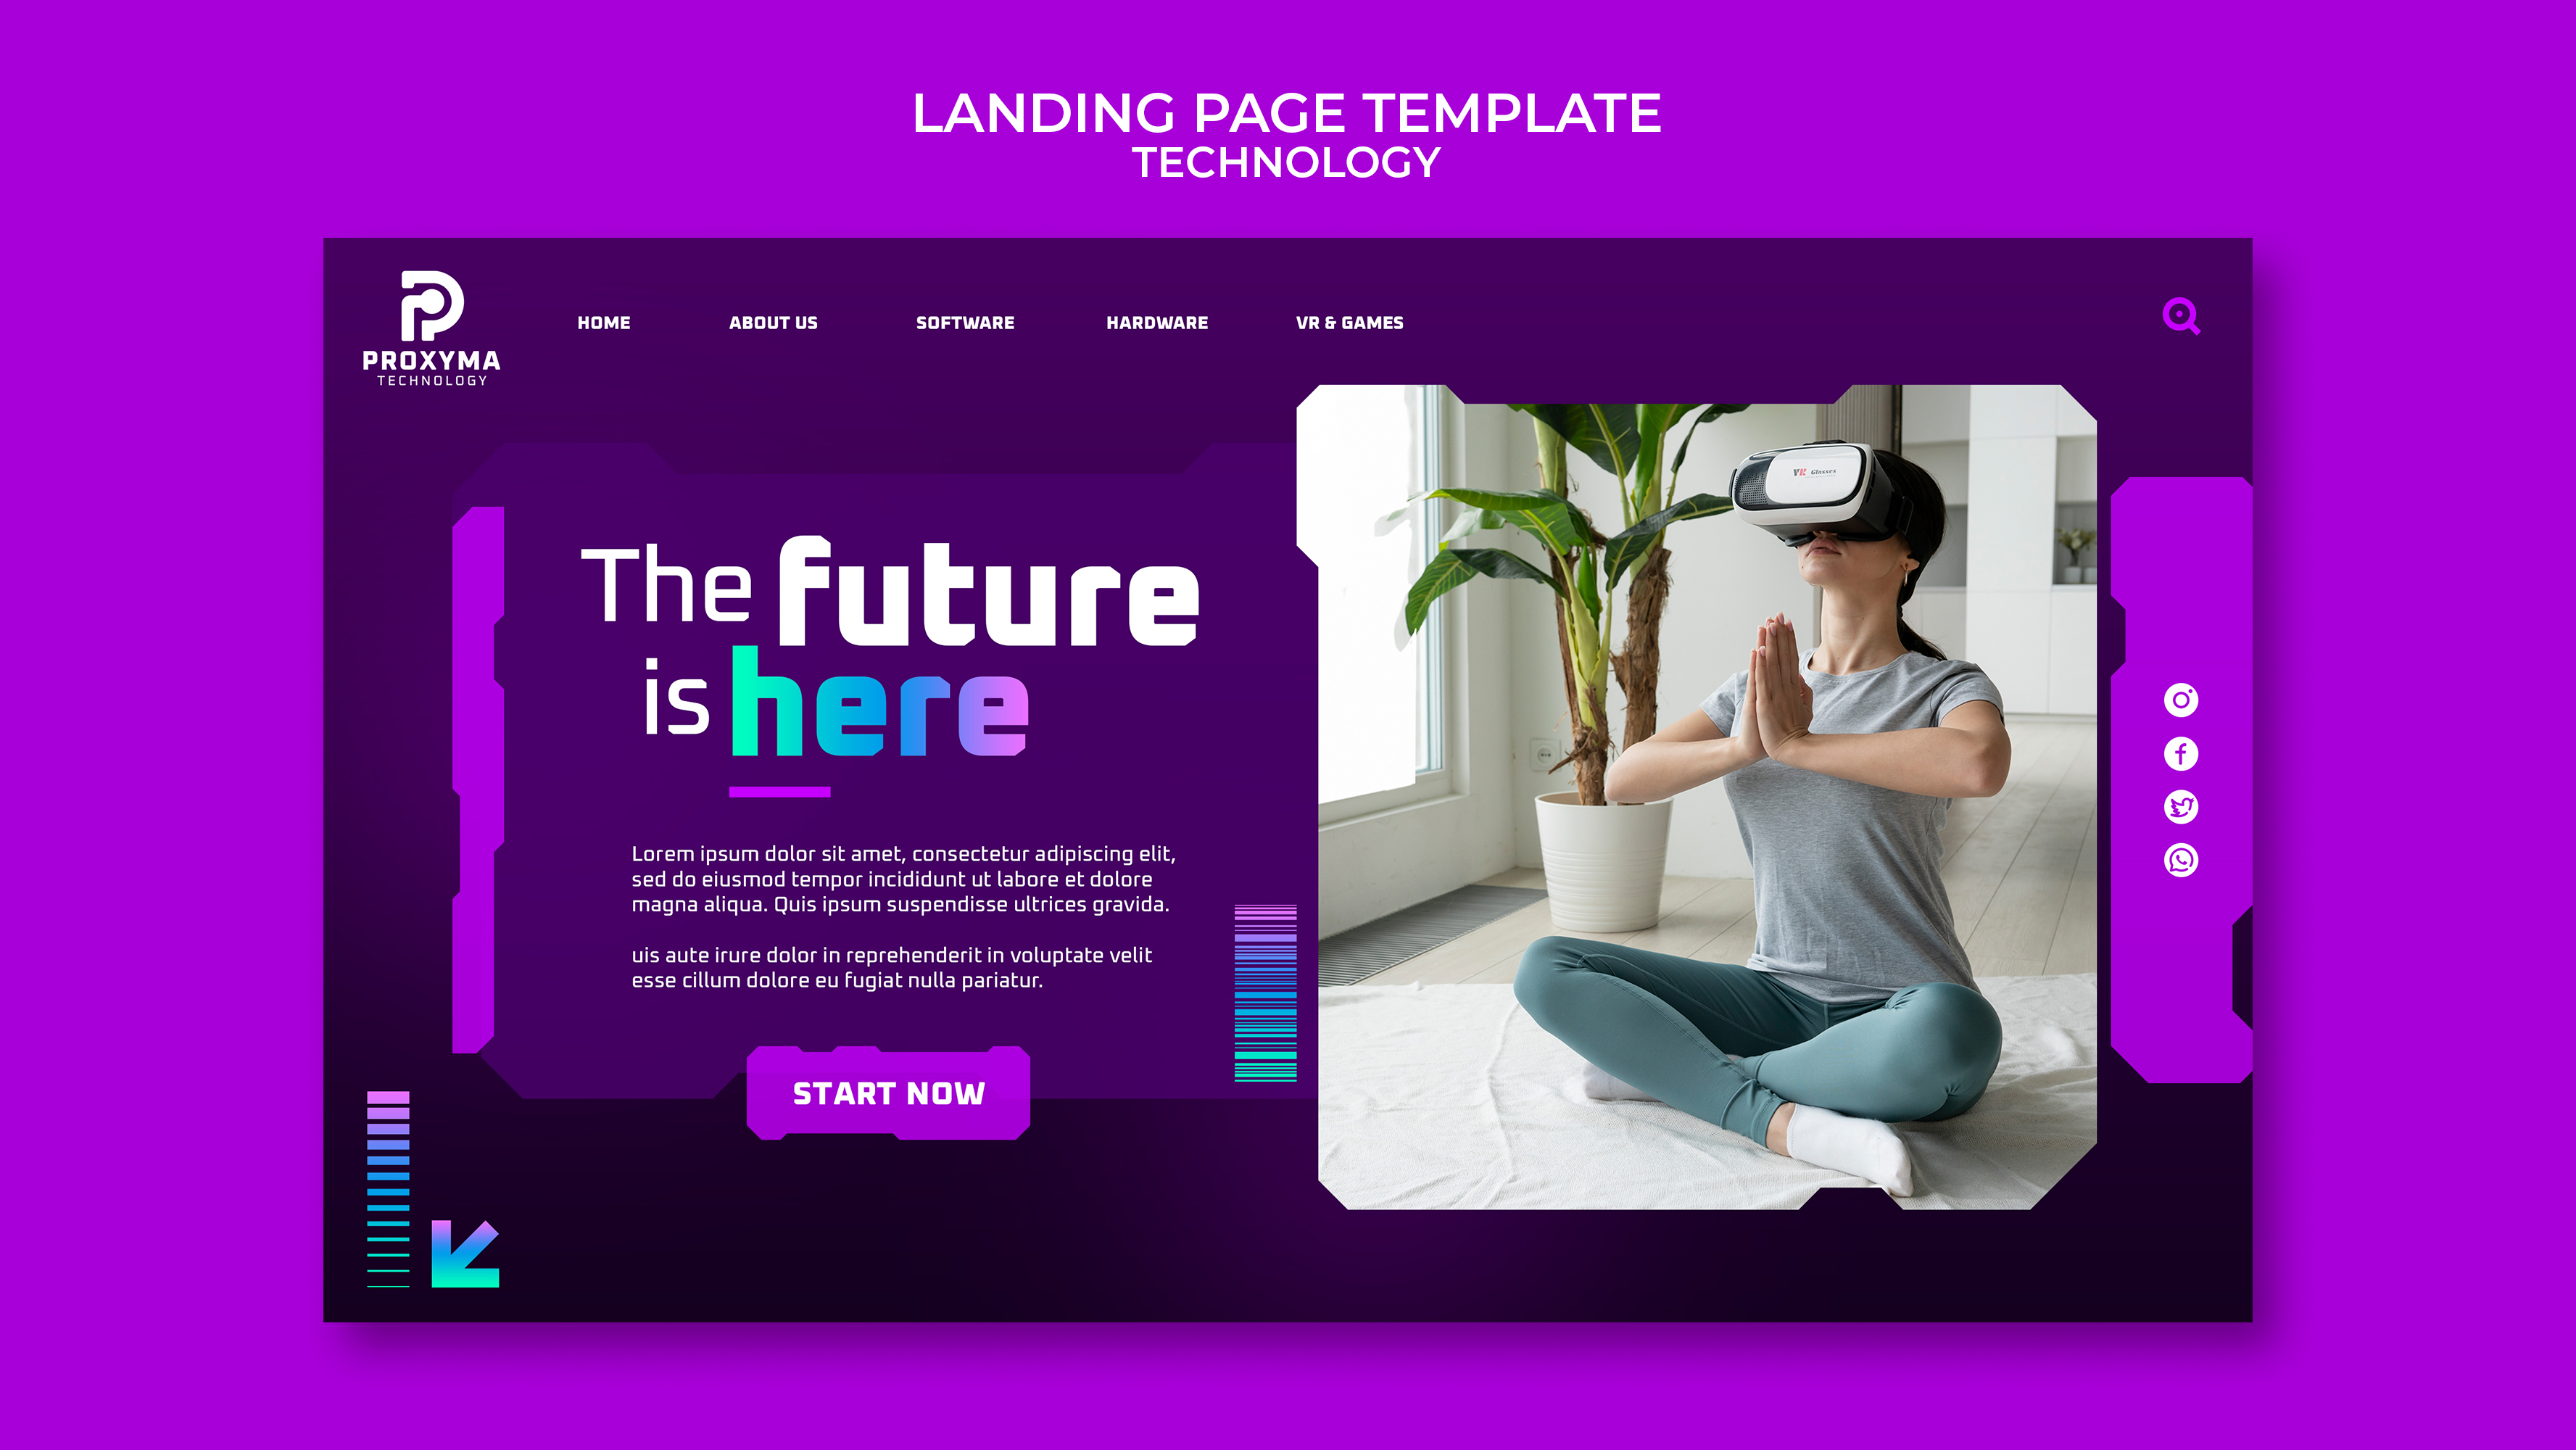 LANDING PAGE TEMPLATE
TECHNOLOGY
PROXYMA
TECHNOLOGY
HOME
ABOUT US
SOFTWARE
HARDWARE
VR & GAMES
The future
is here
Lorem ipsum dolor sit amet, consectetur adipiscing elit,
sed do eiusmod tempor incididunt ut labore et dolore
magna aliqua. Quis ipsum suspendisse ultrices gravida.
uis aute irure dolor in reprehenderit in voluptate velit
esse cillum dolore eu fugiat nulla pariatur.
START NOW
VR Glasses